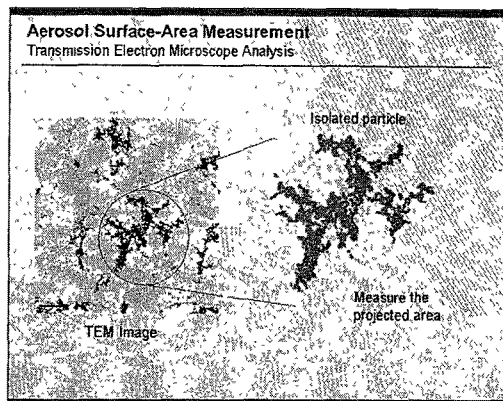 Aerosol Surface-Area Measurement
Transmission Electron Microscope Analysis
Isolated particle
TEM Image
Measure the
projected area